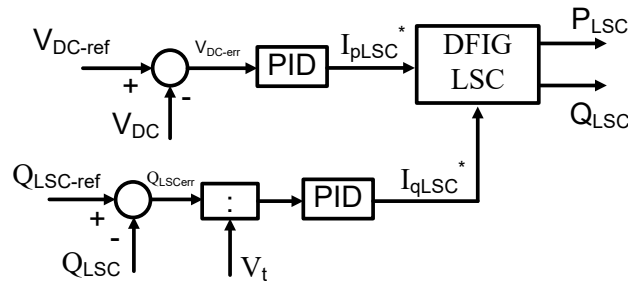 V_DC-ref
+
-
V_DC
V_DC-err
PID
I_pLSC*
DFIG
LSC
P_LSC
Q_LSC
Q_LSC-ref
+
-
Q_LSC
Q_LSCerr
:
V_t
PID
I_qLSC*